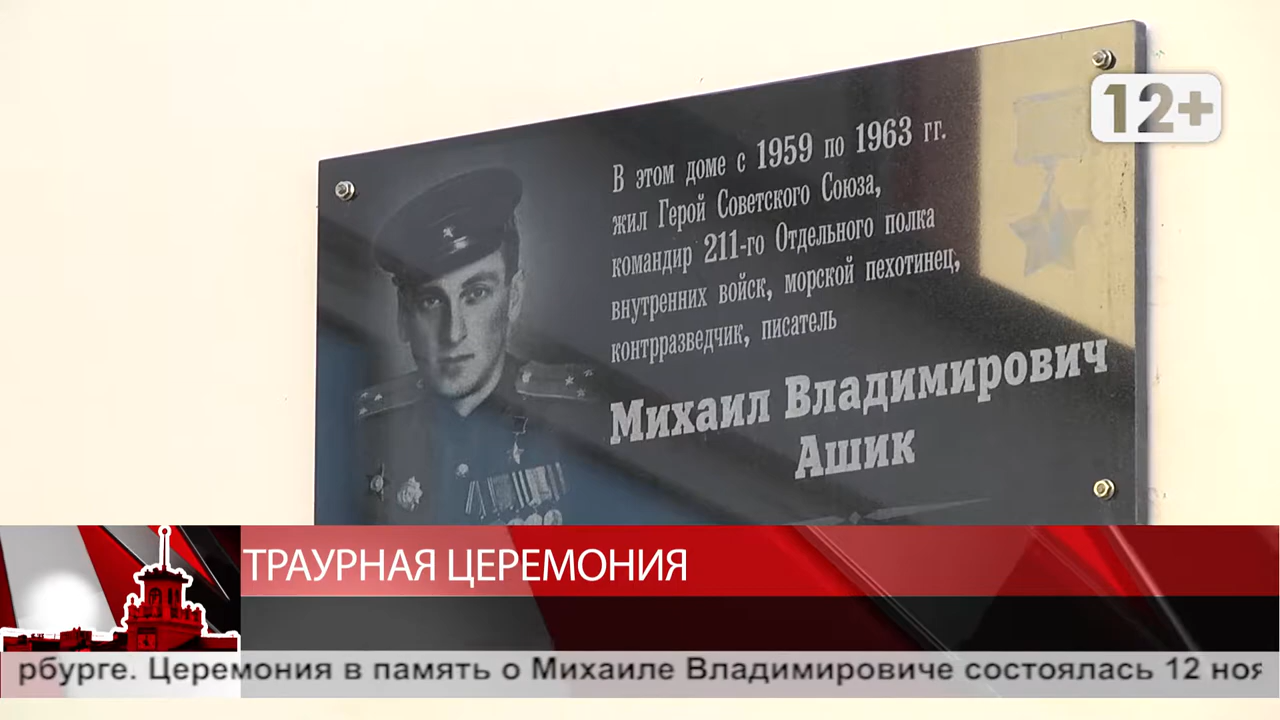 12+
В этом доме с 1959 по 1963 гг.
жил Герой Советского Союза,
командир 211-го Отдельного полка
внутренних войск, морской пехотинец,
контрразведчик, писатель
Михаил Владимирович
Ашик
ТРАУРНАЯ ЦЕРЕМОНИЯ
рбурге. Церемония в память о Михаиле Владимировиче состоялась 12 ноя